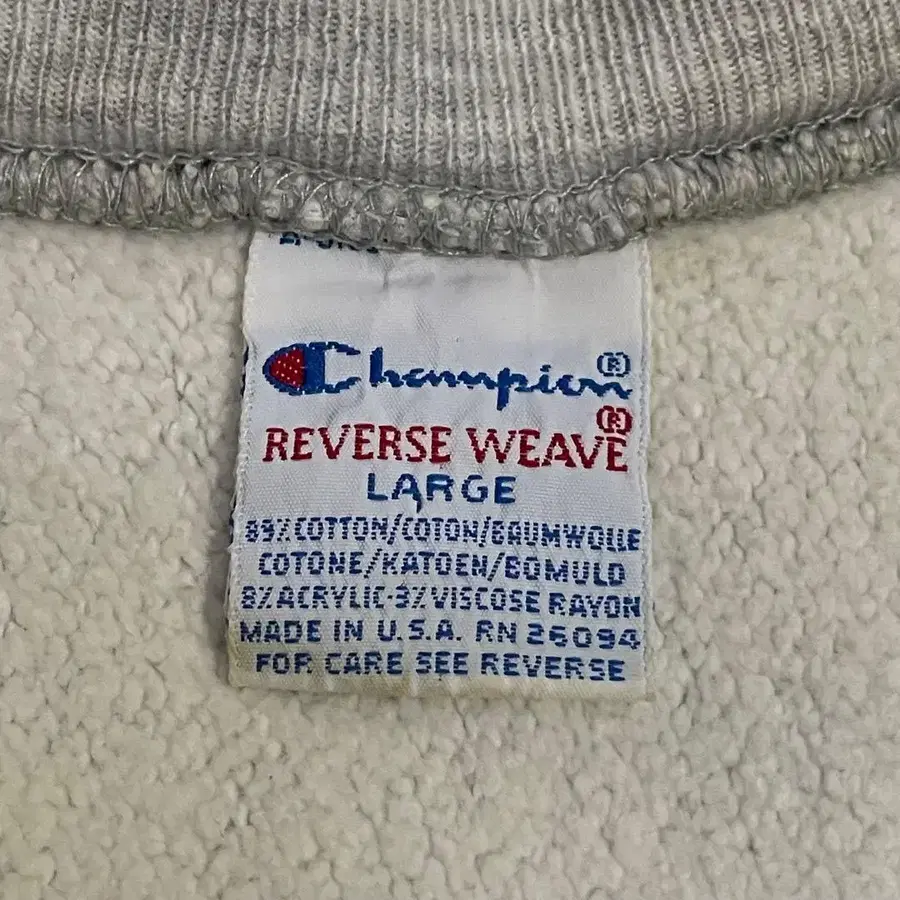 Champion®
REVERSE WEAVE®
LARGE
89% COTTON/COTON/BAUMWOLLE
COTONE/KATOEN/BOMULD
8% ACRYLIC-3% VISCOSE RAYON
MADE IN U.S.A. RN 26094
FOR CARE SEE REVERSE